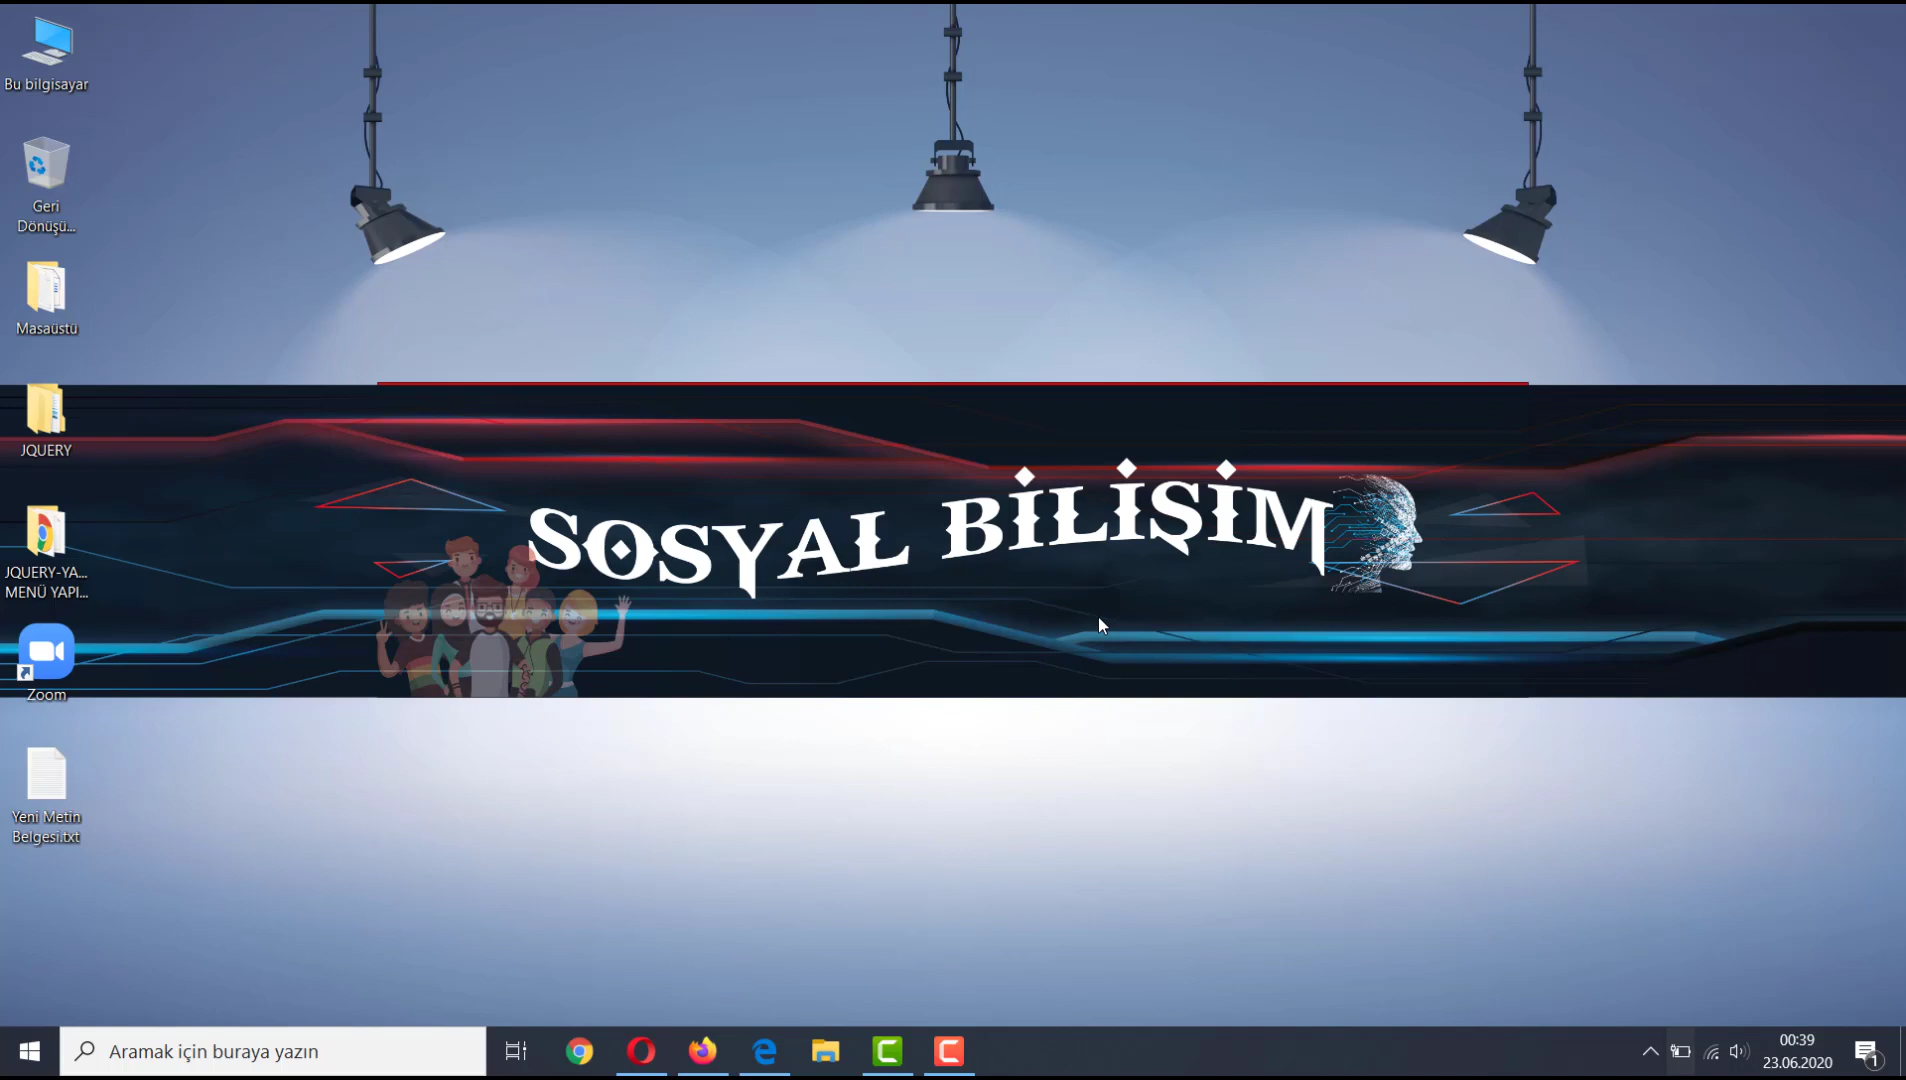 Bu bilgisayar
Geri
Dönüşü...
Masaüstü
JQUERY
JQUERY-YA...
MENÜ YAPI...
Zoom
Yeni Metin
Belgesi.txt
SOSYAL BİLİŞİM
Aramak için buraya yazın
00:39
23.06.2020
1